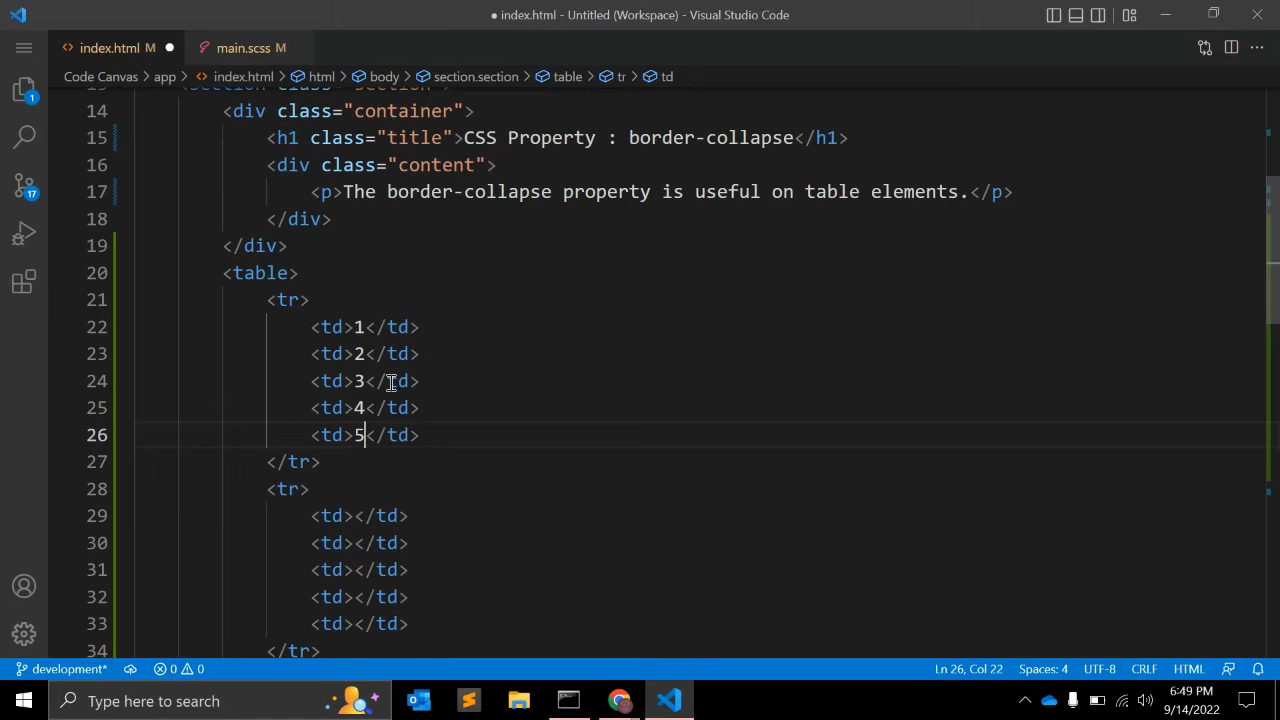 ● index.html - Untitled (Workspace) - Visual Studio Code
index.html M ●
main.scss M
Code Canvas > app > index.html > html > body > section.section > table > tr > td
14 <div class="container">
15 <h1 class="title">CSS Property : border-collapse</h1>
16 <div class="content">
17 <p>The border-collapse property is useful on table elements.</p>
18 </div>
19 </div>
20 <table>
21 <tr>
22 <td>1</td>
23 <td>2</td>
24 <td>3</td>
25 <td>4</td>
26 <td>5</td>
27 </tr>
28 <tr>
29 <td></td>
30 <td></td>
31 <td></td>
32 <td></td>
33 <td></td>
34 </tr>
1
17
development*
0 0
Ln 26, Col 22
Spaces: 4
UTF-8
CRLF
HTML
Type here to search
6:49 PM
9/14/2022